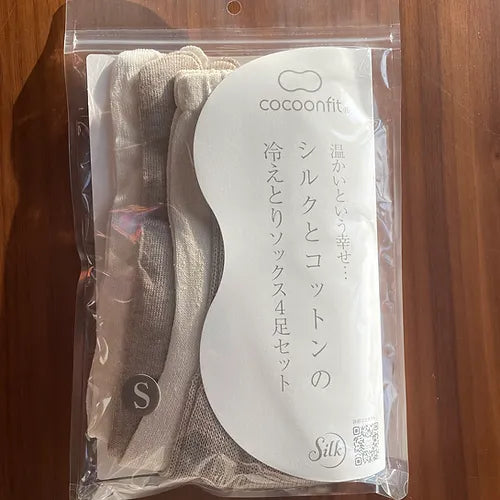 cocoonfit
温かいという幸せ…
シルクとコットンの
冷えとりソックス4足セット
S
Silk